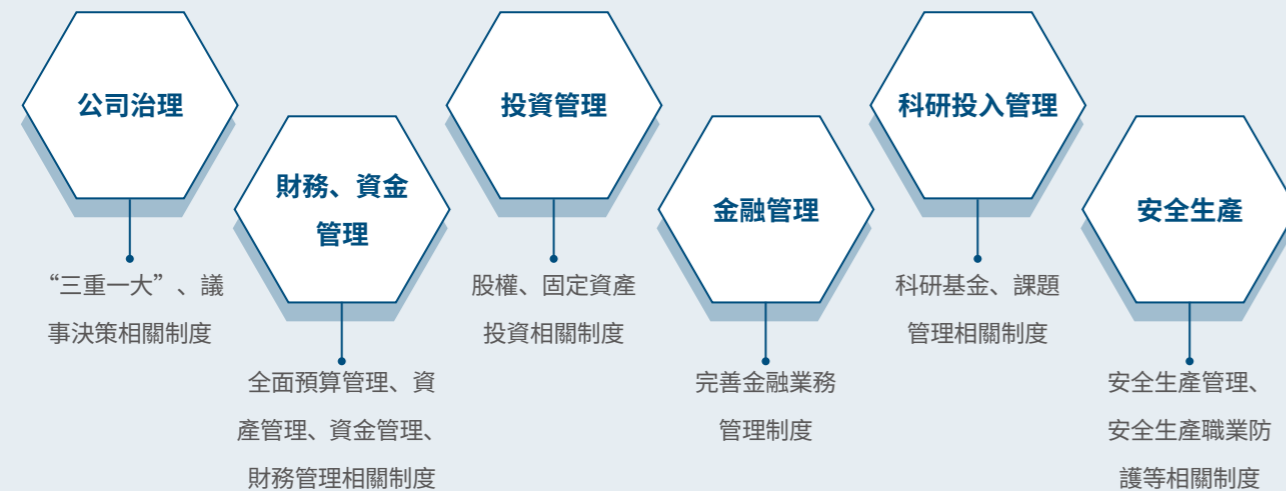 公司治理
“三重一大”、議
事決策相關制度
財務、資金
管理
全面預算管理、資
產管理、資金管理、
財務管理相關制度
投資管理
股權、固定資產
投資相關制度
金融管理
完善金融業務
管理制度
科研投入管理
科研基金、課題
管理相關制度
安全生產
安全生產管理、
安全生產職業防
護等相關制度